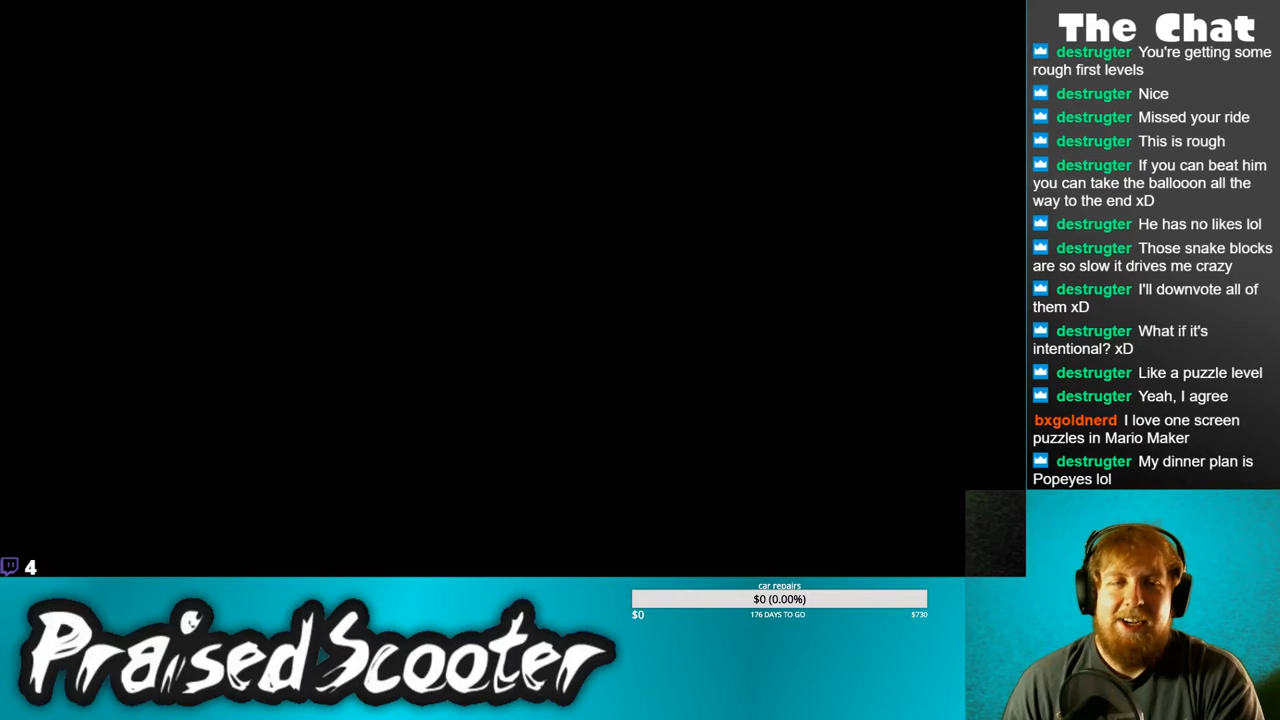 The Chat
destrugter You're getting some
rough first levels
destrugter Nice
destrugter Missed your ride
destrugter This is rough
destrugter If you can beat him
you can take the ballooon all the
way to the end xD
destrugter He has no likes lol
destrugter Those snake blocks
are so slow it drives me crazy
destrugter I'll downvote all of
them xD
destrugter What if it's
intentional? xD
destrugter Like a puzzle level
destrugter Yeah, I agree
bxgoldnerd I love one screen
puzzles in Mario Maker
destrugter My dinner plan is
Popeyes lol
4
car repairs
$0 (0.00%)
$0 176 DAYS TO GO $730
PraisedScooter